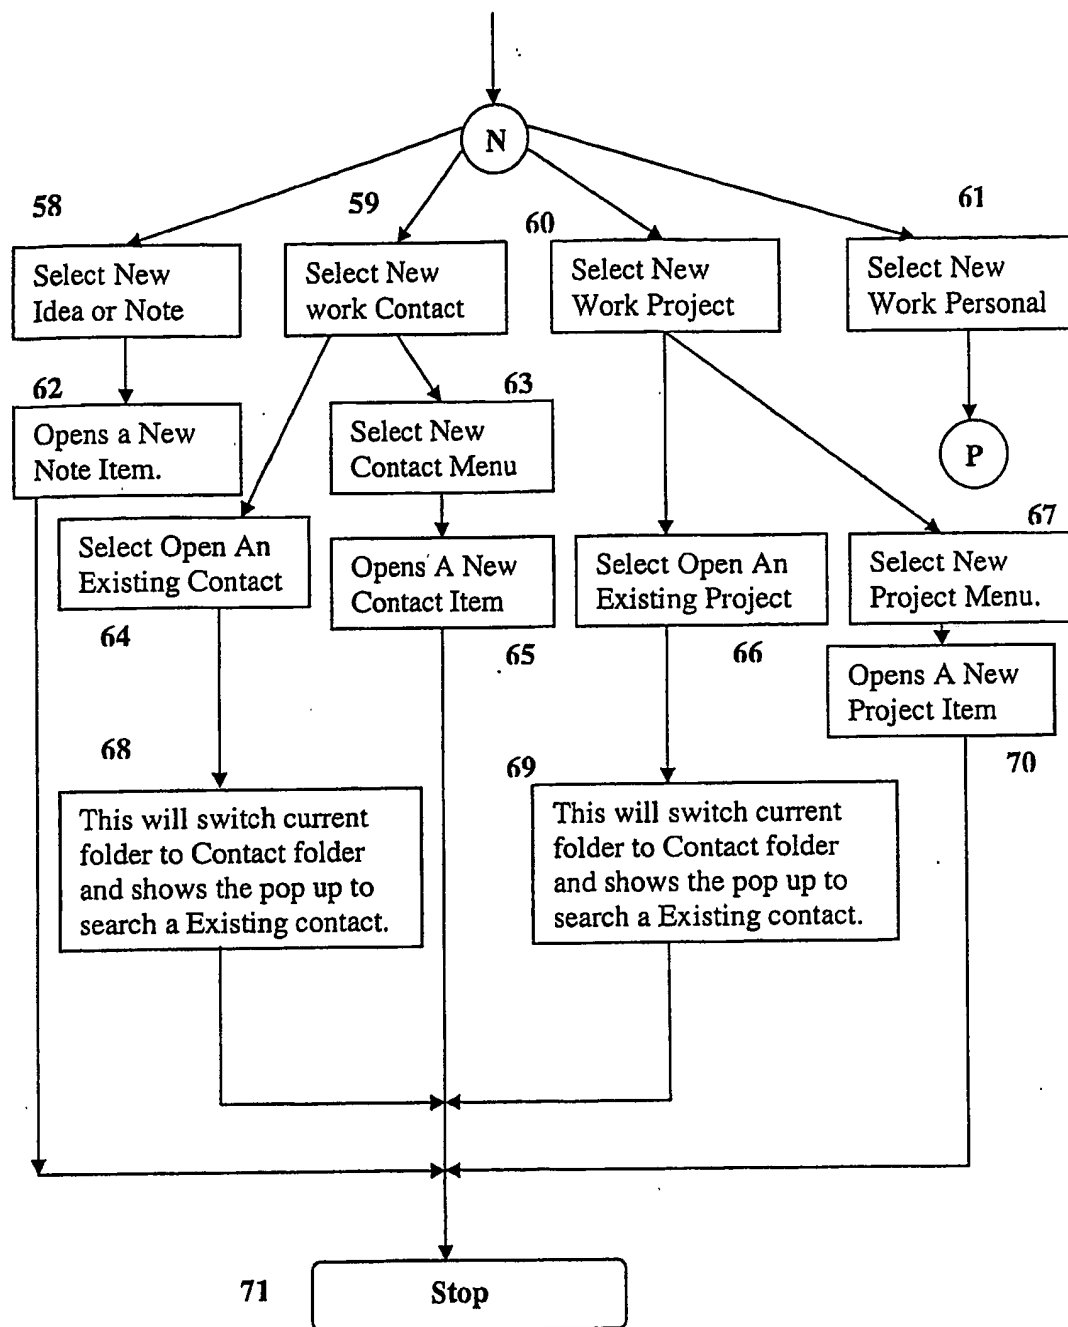 N
58
59
60
61
Select New
Idea or Note
Select New
work Contact
Select New
Work Project
Select New
Work Personal
62
63
Opens a New
Note Item.
Select New
Contact Menu
P
67
Select Open An
Existing Contact
Opens A New
Contact Item
Select Open An
Existing Project
Select New
Project Menu.
64
65
66
Opens A New
Project Item
68
69
70
This will switch current
folder to Contact folder
and shows the pop up to
search a Existing contact.
This will switch current
folder to Contact folder
and shows the pop up to
search a Existing contact.
71
Stop